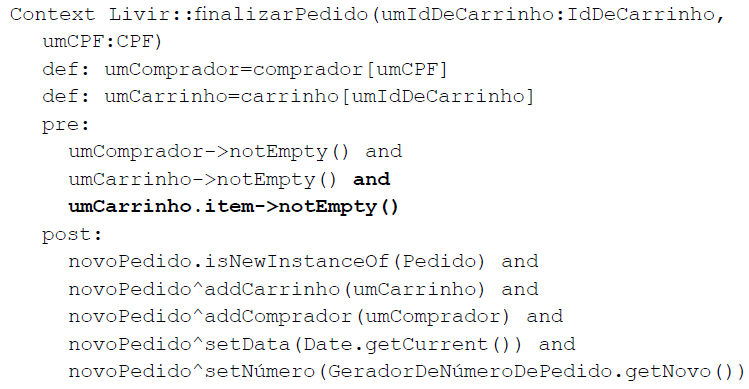 Context Livir::finalizarPedido(umIdDeCarrinho:IdDeCarrinho,
umCPF:CPF)
def: umComprador=comprador[umCPF]
def: umCarrinho=carrinho[umIdDeCarrinho]
pre:
umComprador->notEmpty() and
umCarrinho->notEmpty() and
umCarrinho.item->notEmpty()
post:
novoPedido.isNewInstanceOf(Pedido) and
novoPedido^addCarrinho(umCarrinho) and
novoPedido^addComprador(umComprador) and
novoPedido^setData(Date.getCurrent()) and
novoPedido^setNúmero(GeradorDeNúmeroDePedido.getNovo())